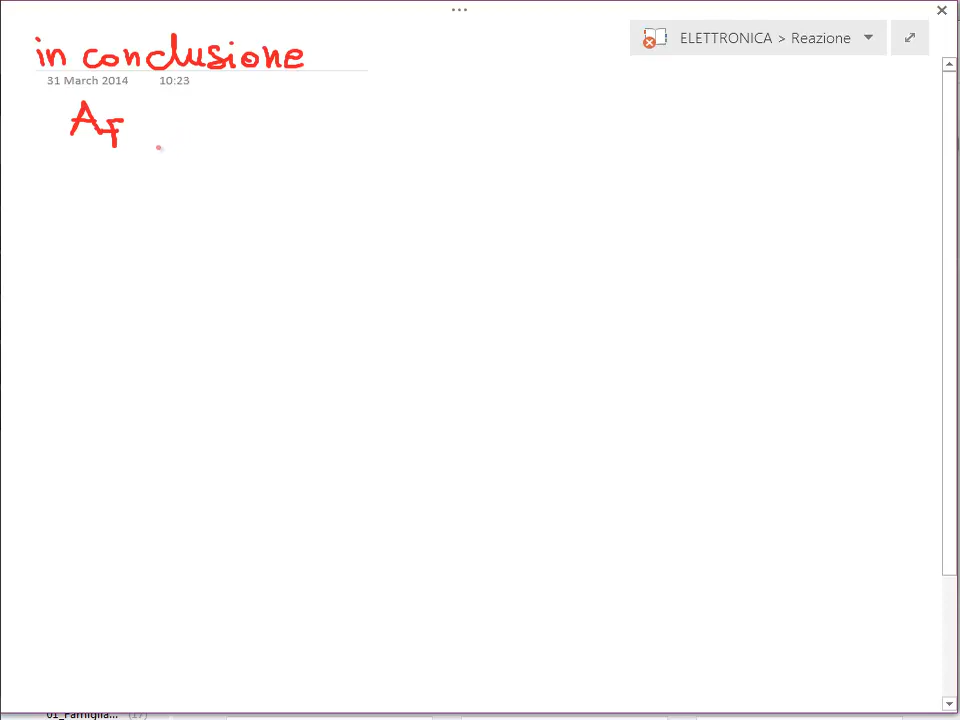 ELETTRONICA > Reazione
in conclusione
31 March 2014 10:23
AF